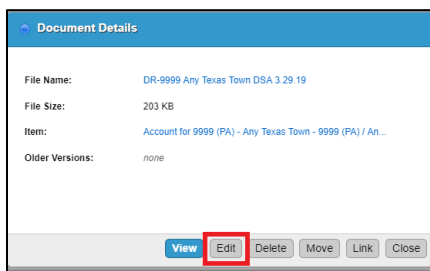 Document Details
File Name: DR-9999 Any Texas Town DSA 3.29.19
File Size: 203 KB
Item: Account for 9999 (PA) - Any Texas Town - 9999 (PA) / An...
Older Versions: none
View Edit Delete Move Link Close